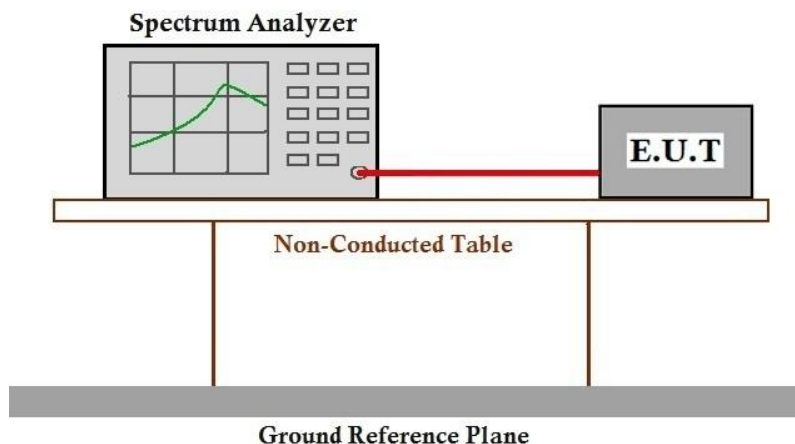 Spectrum Analyzer
E.U.T
Non-Conducted Table
Ground Reference Plane